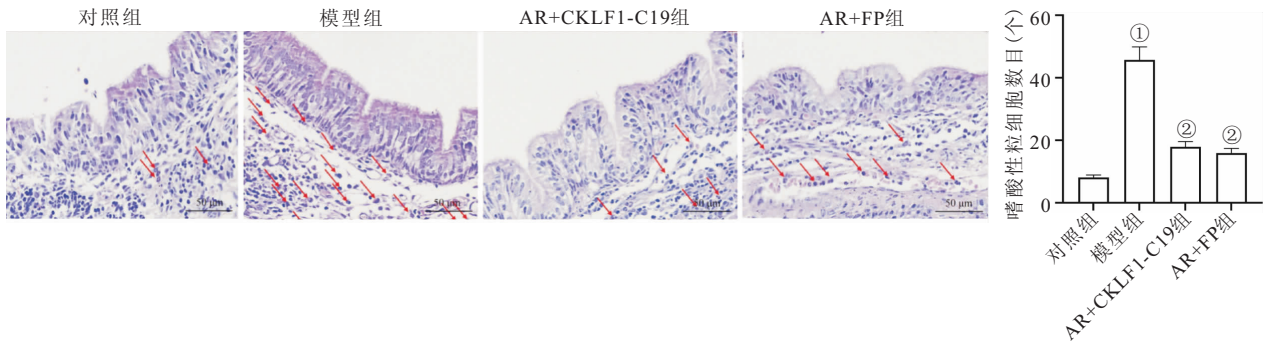 对照组
模型组
AR+CKLF1-C19组
AR+FP组
50 μm
50 μm
50 μm
50 μm
嗜酸性粒细胞数目(个)
60
40
20
0
①
②
②
对照组
模型组
AR+CKLF1-C19组
AR+FP组